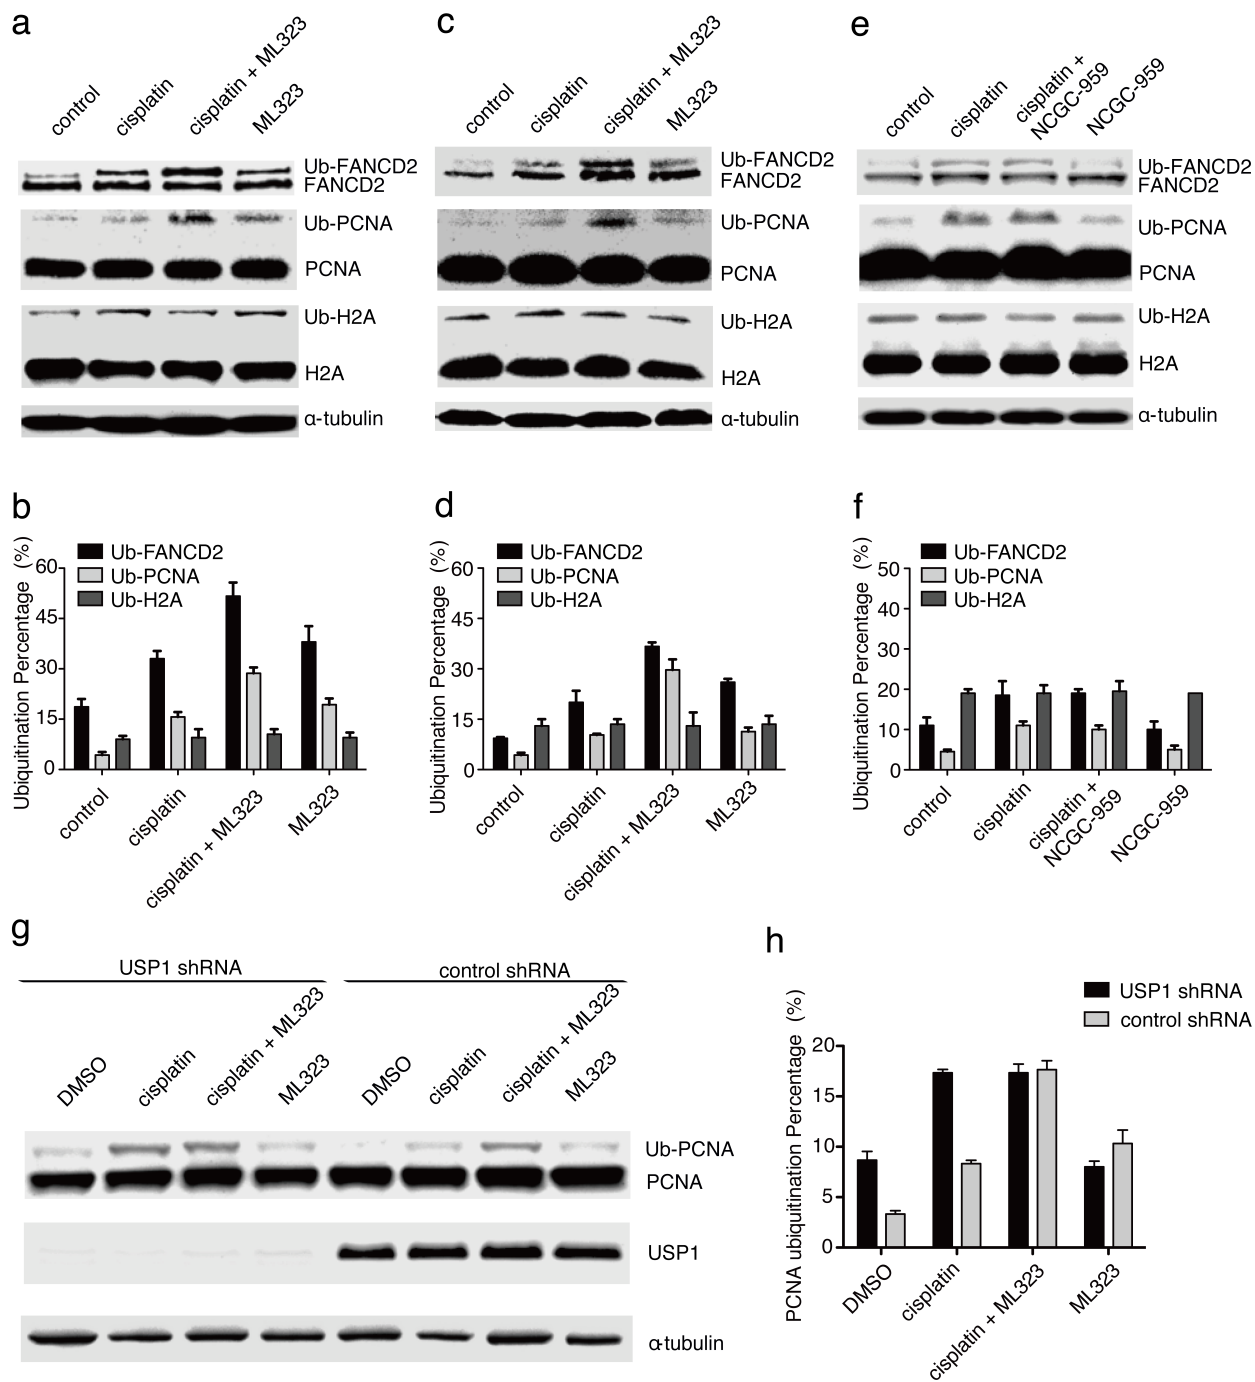 a
control
cisplatin
cisplatin + ML323
ML323
Ub-FANCD2
FANCD2
Ub-PCNA
PCNA
Ub-H2A
H2A
α-tubulin
c
control
cisplatin
cisplatin + ML323
ML323
Ub-FANCD2
FANCD2
Ub-PCNA
PCNA
Ub-H2A
H2A
α-tubulin
e
control
cisplatin
cisplatin +
NCGC-959
NCGC-959
Ub-FANCD2
FANCD2
Ub-PCNA
PCNA
Ub-H2A
H2A
α-tubulin
b
Ubiquitination Percentage (%)
60
45
30
15
0
Ub-FANCD2
Ub-PCNA
Ub-H2A
control
cisplatin
cisplatin + ML323
ML323
d
Ubiquitination Percentage (%)
60
45
30
15
0
Ub-FANCD2
Ub-PCNA
Ub-H2A
control
cisplatin
cisplatin + ML323
ML323
f
Ubiquitination Percentage (%)
50
40
30
20
10
0
Ub-FANCD2
Ub-PCNA
Ub-H2A
control
cisplatin
cisplatin +
NCGC-959
NCGC-959
g
USP1 shRNA
control shRNA
DMSO
cisplatin
cisplatin + ML323
ML323
DMSO
cisplatin
cisplatin + ML323
ML323
Ub-PCNA
PCNA
USP1
α-tubulin
h
USP1 shRNA
control shRNA
PCNA ubiquitination Percentage (%)
20
15
10
5
0
DMSO
cisplatin
cisplatin + ML323
ML323